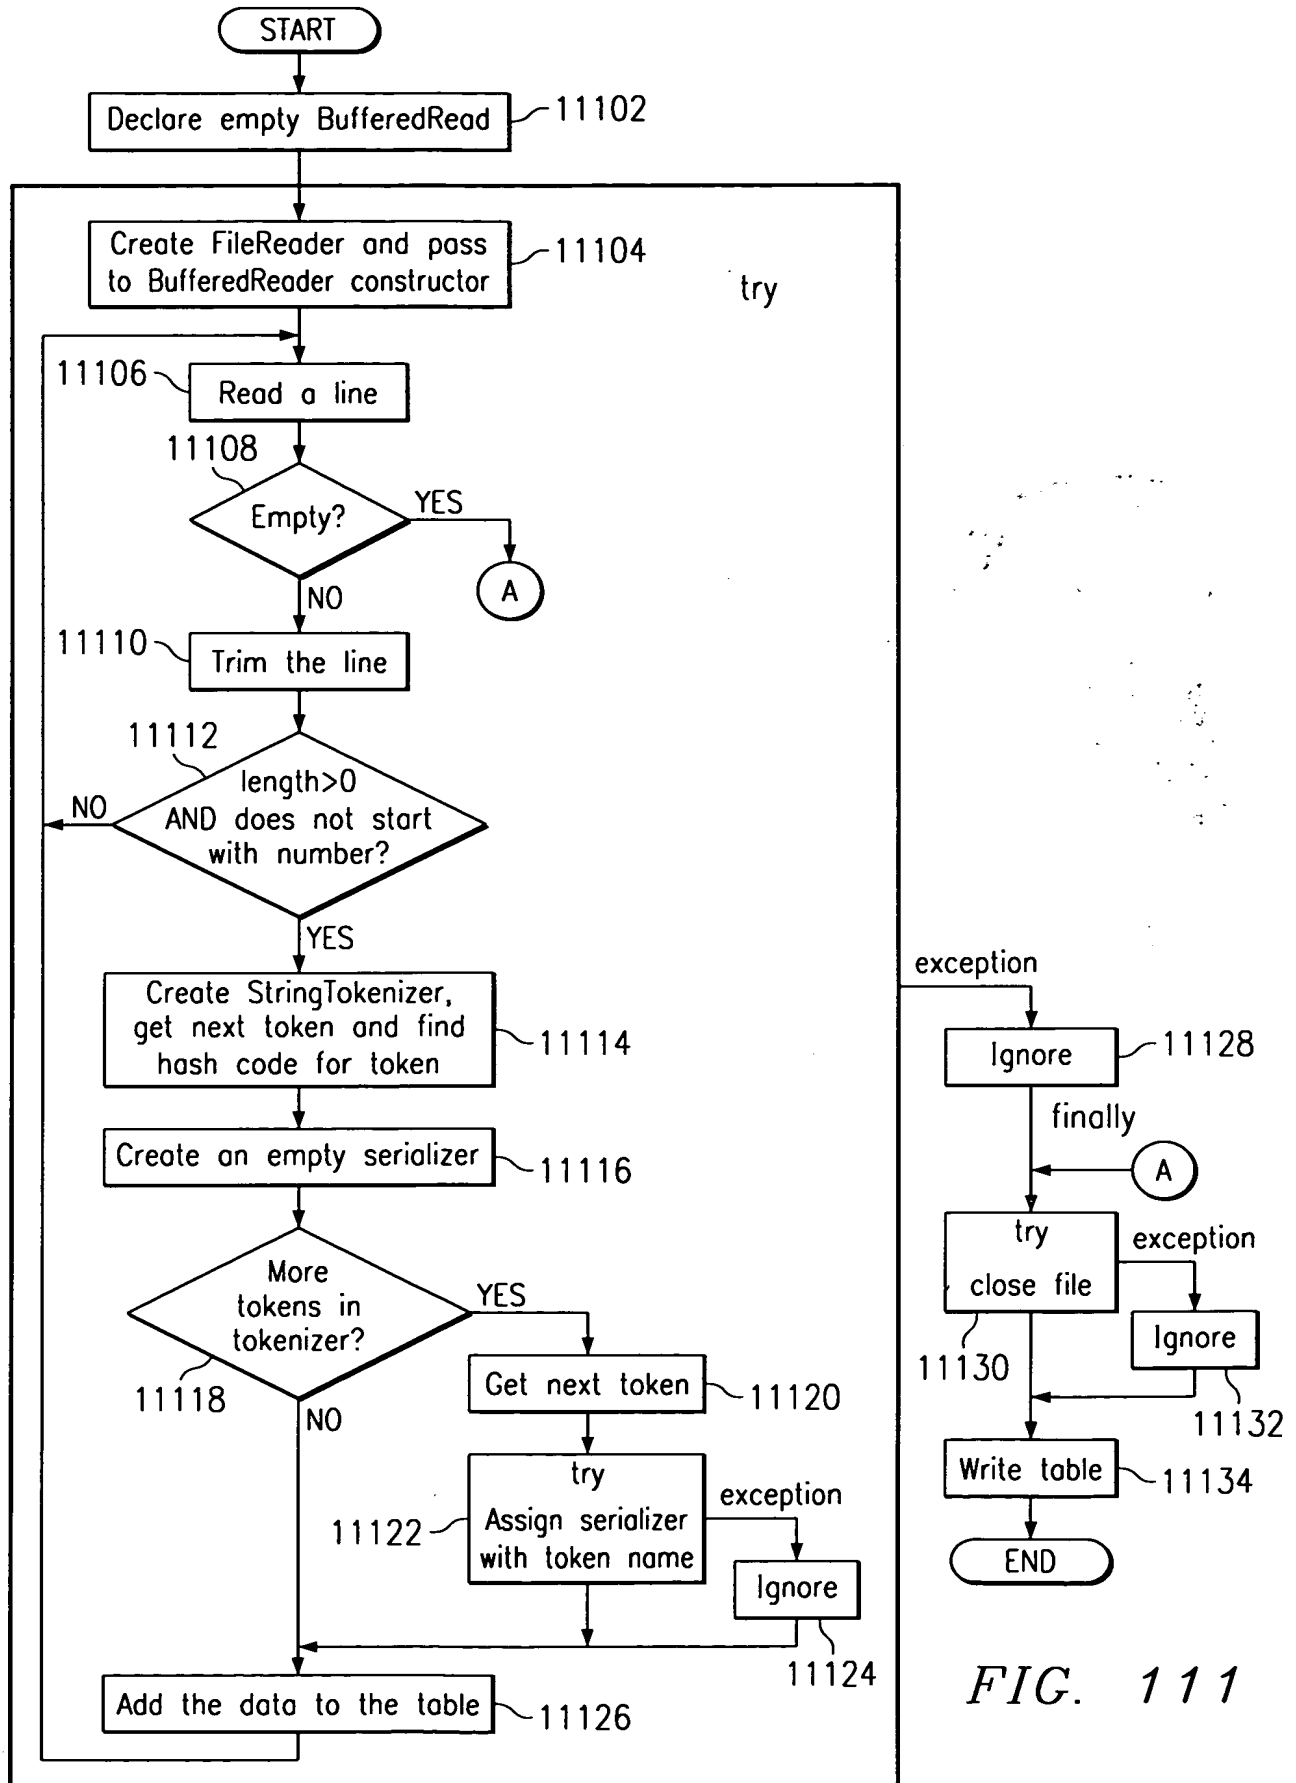 START
Declare empty BufferedRead
11102
Create FileReader and pass
to BufferedReader constructor
11104
try
11106
Read a line
11108
Empty?
YES
A
NO
11110
Trim the line
11112
length>0
AND does not start
with number?
NO
YES
Create StringTokenizer,
get next token and find
hash code for token
11114
Create an empty serializer
11116
More
tokens in
tokenizer?
YES
11118
NO
Get next token
11120
try
Assign serializer
with token name
11122
exception
Ignore
11124
Add the data to the table
11126
exception
Ignore
11128
finally
A
try
close file
exception
11130
Ignore
11132
Write table
11134
END
FIG. 111